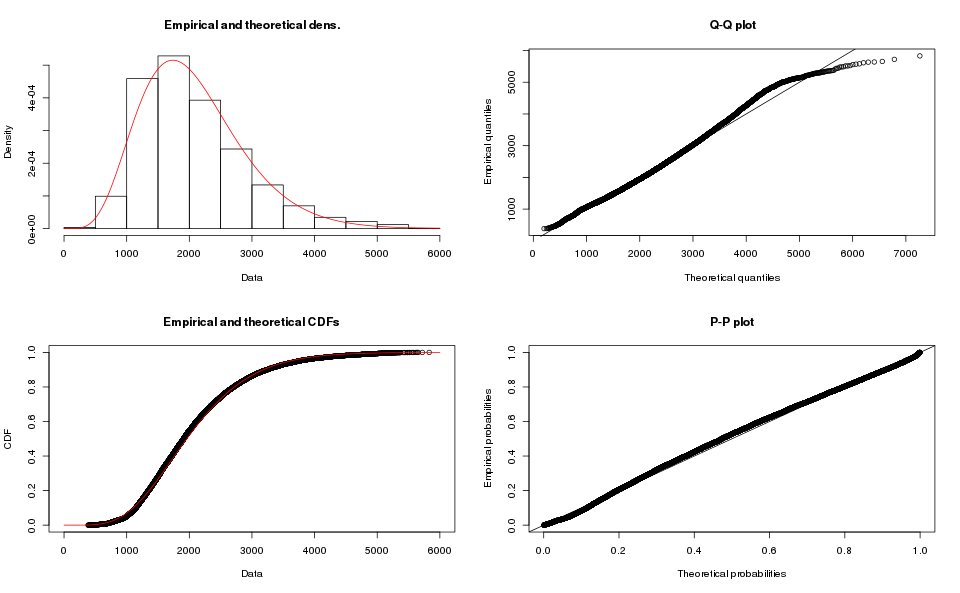 Empirical and theoretical dens.
Density
0e+00 2e-04 4e-04
0 1000 2000 3000 4000 5000 6000
Data
Q-Q plot
Empirical quantiles
1000 3000 5000
0 1000 2000 3000 4000 5000 6000 7000
Theoretical quantiles
Empirical and theoretical CDFs
CDF
0.0 0.2 0.4 0.6 0.8 1.0
0 1000 2000 3000 4000 5000 6000
Data
P-P plot
Empirical probabilities
0.0 0.2 0.4 0.6 0.8 1.0
0.0 0.2 0.4 0.6 0.8 1.0
Theoretical probabilities